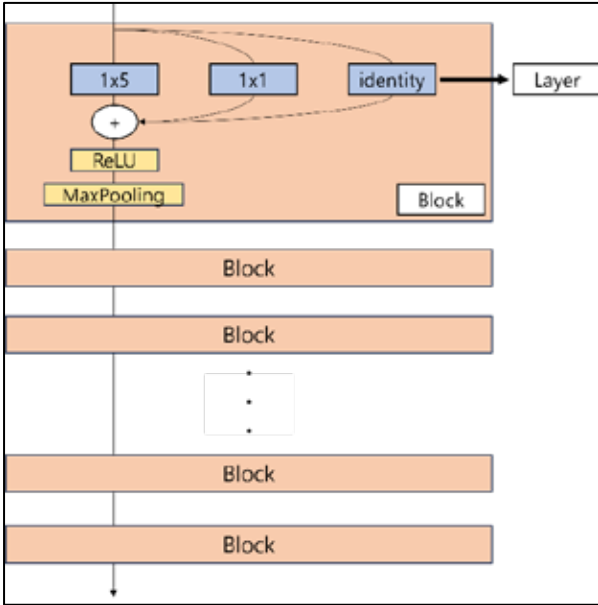 1x5 1x1 identity Layer
+
ReLU
MaxPooling
Block
Block
Block
Block
Block